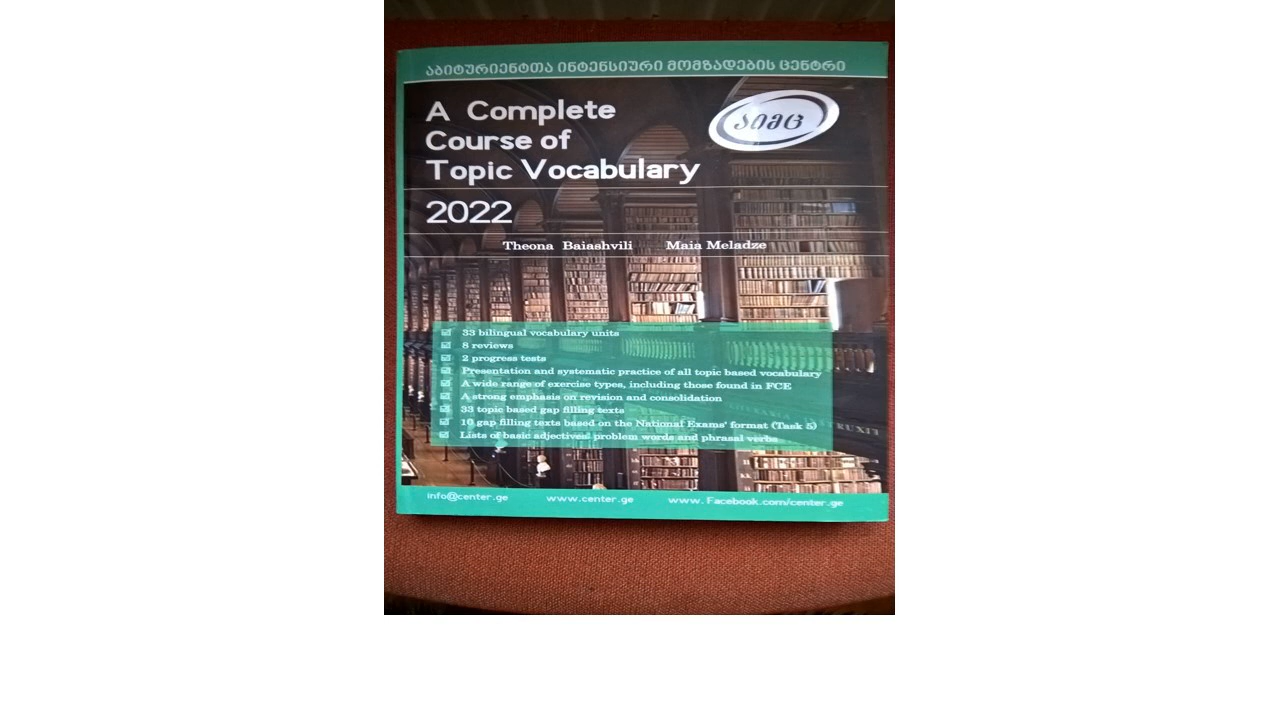 ᲐᲑᲘᲢᲣᲠᲘᲔᲜᲢᲗᲐ ᲘᲜᲢᲔᲜᲡᲘᲣᲠᲘ ᲛᲝᲛᲖᲐᲓᲔᲑᲘᲡ ᲪᲔᲜᲢᲠᲘ
აიმც
A Complete
Course of
Topic Vocabulary
2022
Theona Baiashvili Maia Meladze
☑ 33 bilingual vocabulary units
☑ 8 reviews
☑ 2 progress tests
☑ Presentation and systematic practice of all topic based vocabulary
☑ A wide range of exercise types, including those found in FCE
☑ A strong emphasis on revision and consolidation
☑ 33 topic based gap filling texts
☑ 10 gap filling texts based on the National Exams' format (Task 5)
☑ Lists of basic adjectives, problem words and phrasal verbs
info@center.ge www.center.ge www.Facebook.com/center.ge